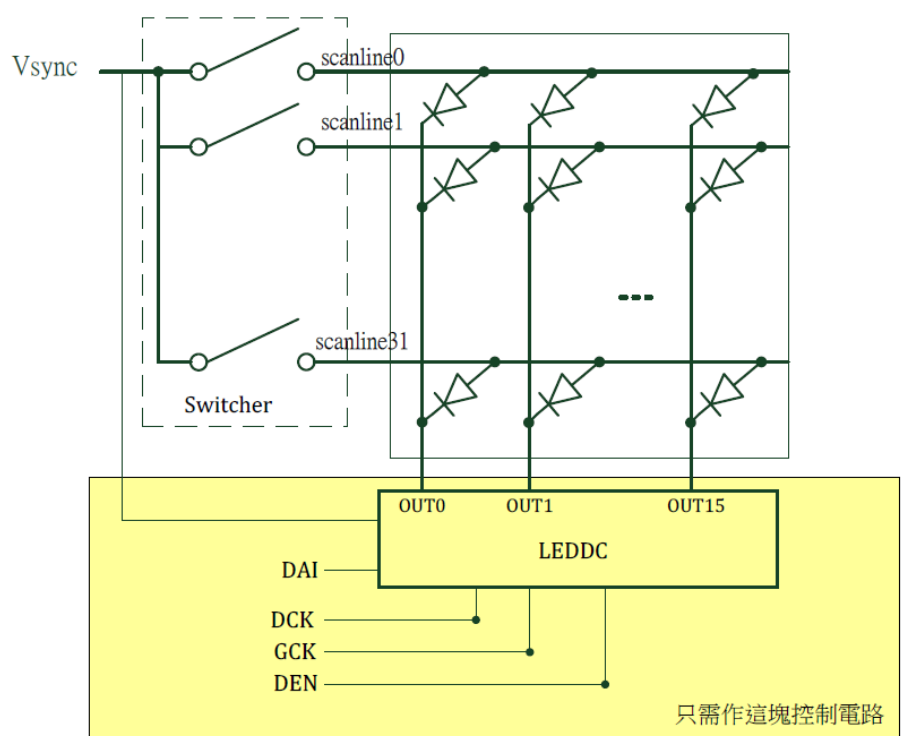 Vsync
scanline0
scanline1
scanline31
Switcher
OUT0 OUT1 OUT15
LEDDC
DAI
DCK
GCK
DEN
只需作這塊控制電路